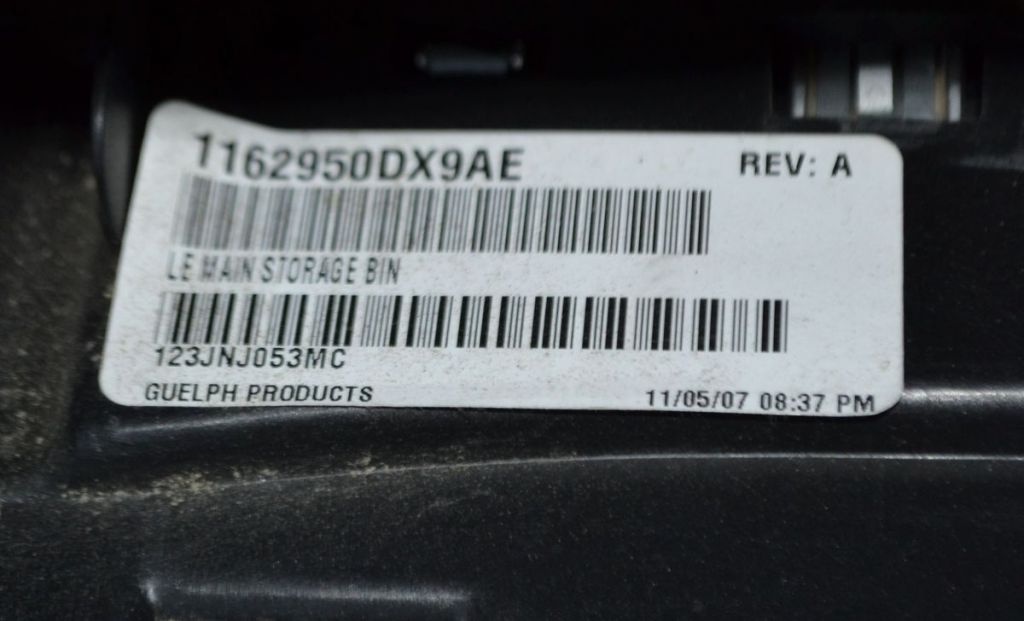 1162950DX9AE
REV: A
LE MAIN STORAGE BIN
123JNJ053MC
GUELPH PRODUCTS
11/05/07 08:37 PM